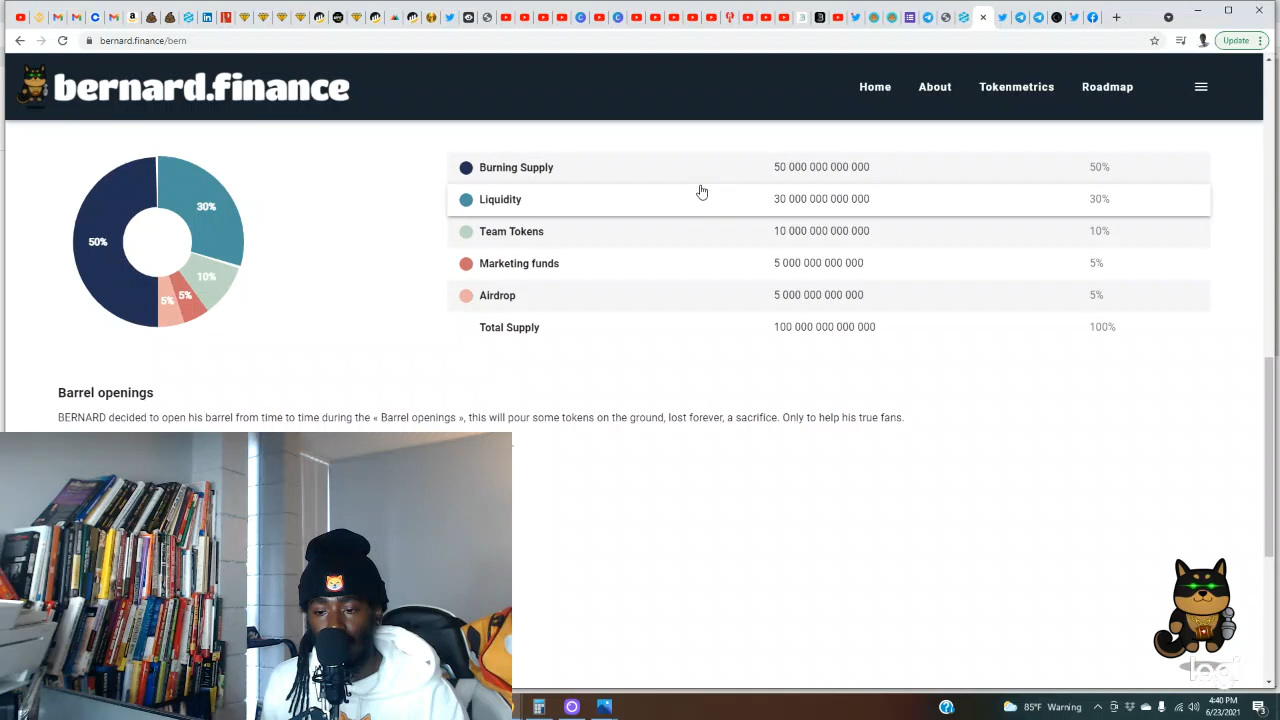 bernard.finance/bern
Update
bernard.finance
Home About Tokenmetrics Roadmap
Burning Supply 50 000 000 000 000 50%
Liquidity 30 000 000 000 000 30%
Team Tokens 10 000 000 000 000 10%
Marketing funds 5 000 000 000 000 5%
Airdrop 5 000 000 000 000 5%
Total Supply 100 000 000 000 000 100%
30%
50%
10%
5%
5%
Barrel openings
BERNARD decided to open his barrel from time to time during the « Barrel openings », this will pour some tokens on the ground, lost forever, a sacrifice. Only to help his true fans.
logi
85°F Warning
4:40 PM
6/23/2021